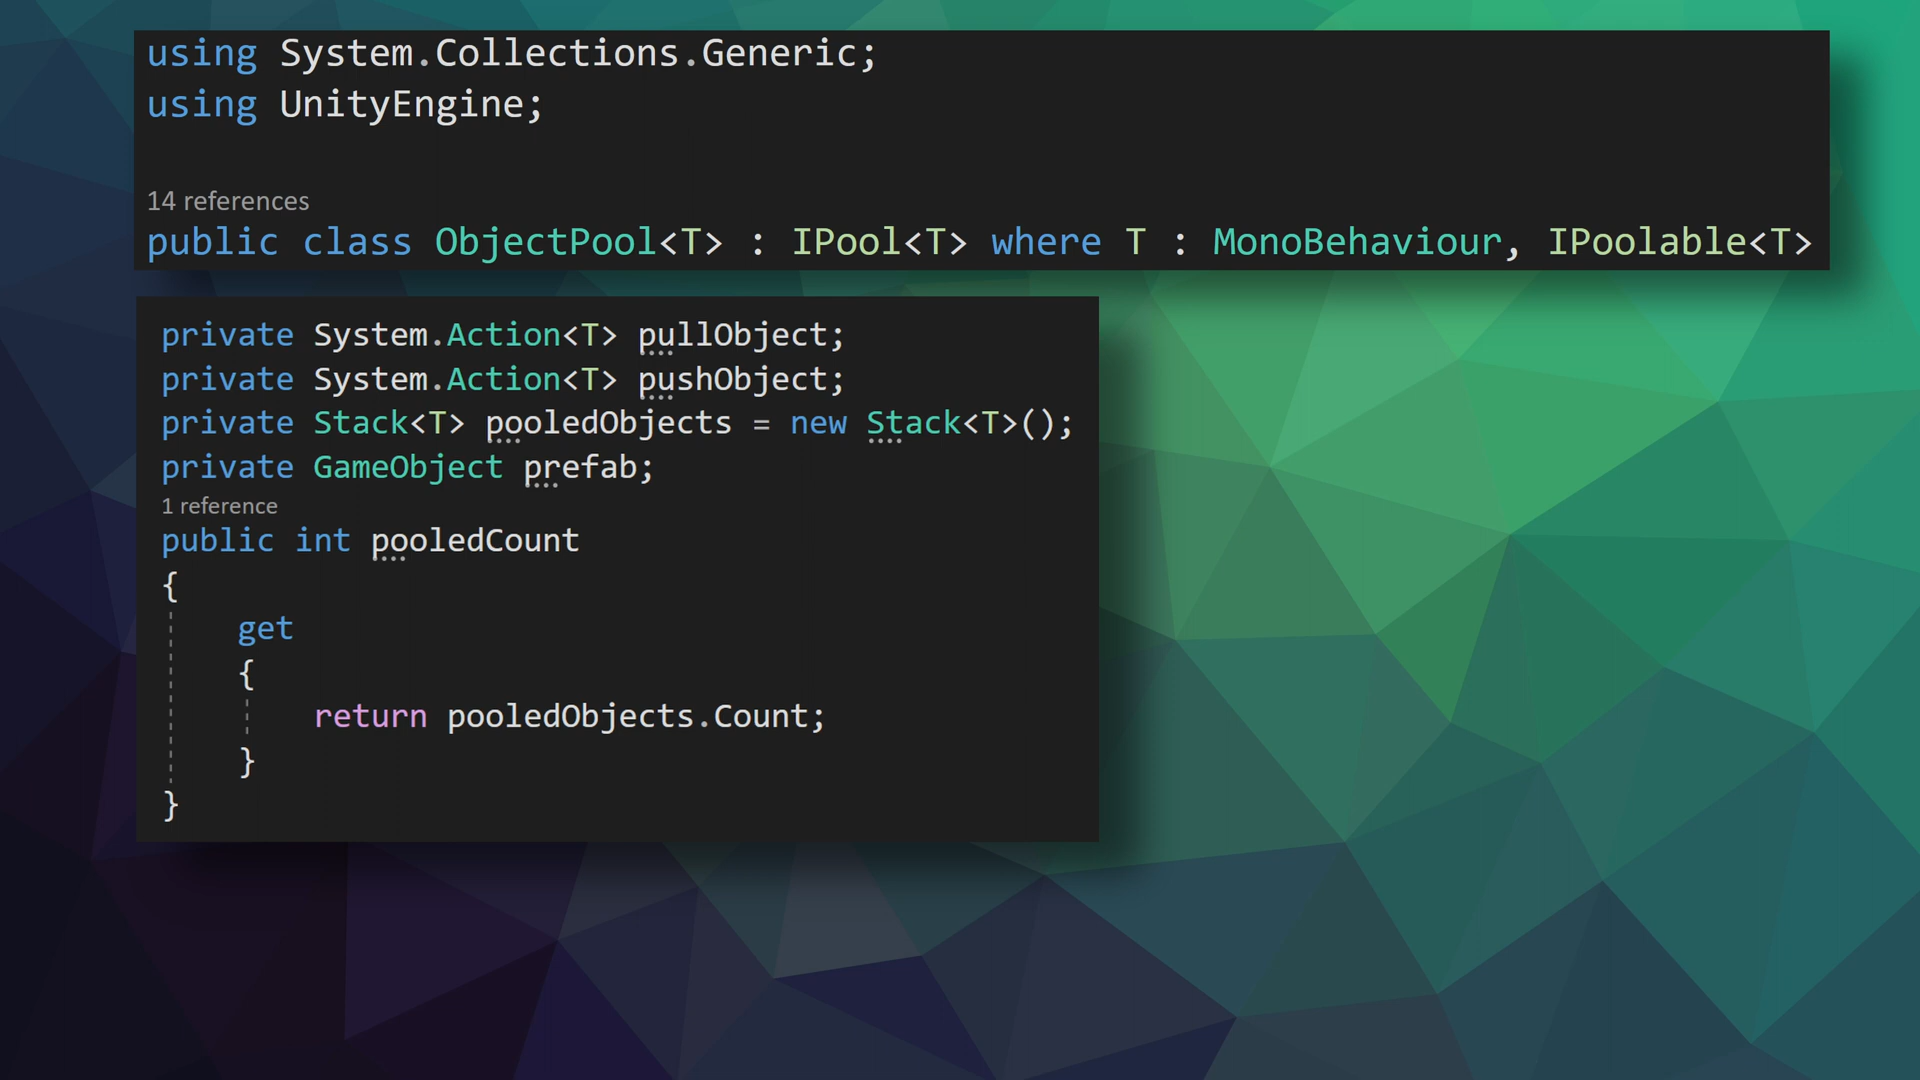 using System.Collections.Generic;
using UnityEngine;
14 references
public class ObjectPool<T> : IPool<T> where T : MonoBehaviour, IPoolable<T>
private System.Action<T> pullObject;
private System.Action<T> pushObject;
private Stack<T> pooledObjects = new Stack<T>();
private GameObject prefab;
1 reference
public int pooledCount
{
get
{
return pooledObjects.Count;
}
}